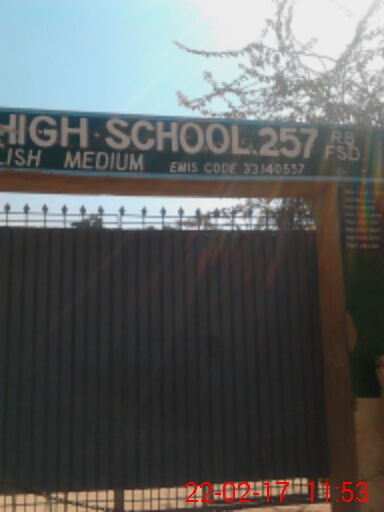 HIGH SCHOOL. 257 RB
LISH MEDIUM EMIS CODE 33140537 FSD
22-02-17 11:53